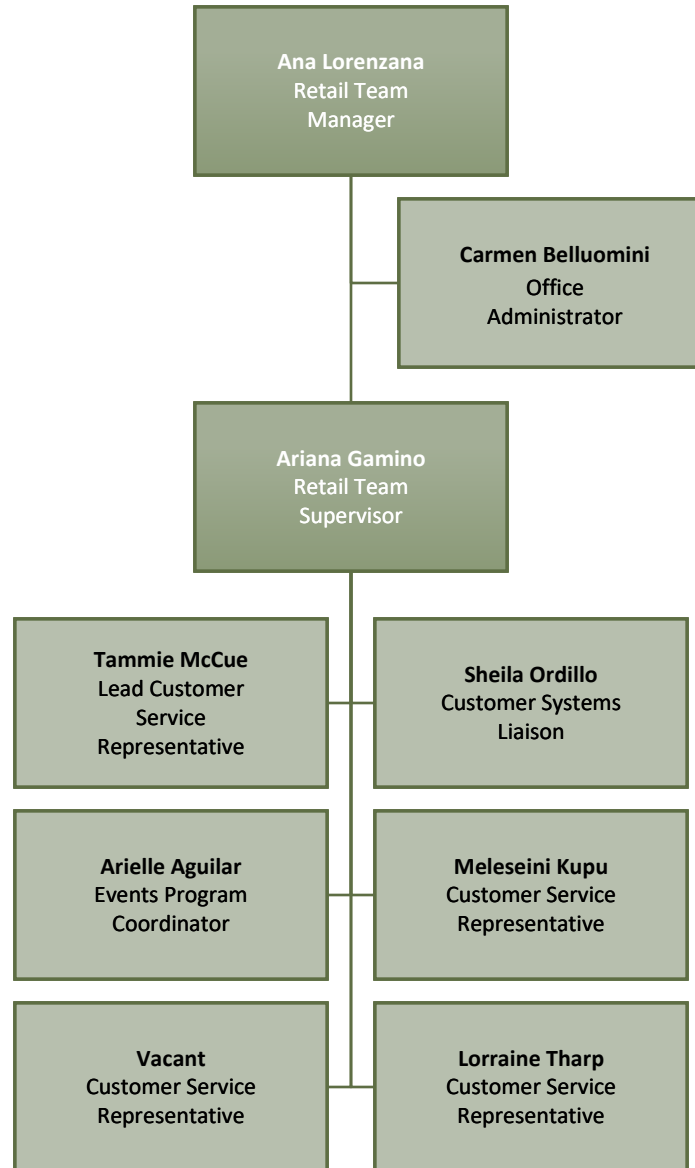 Ana Lorenzana
Retail Team
Manager
Carmen Belluomini
Office
Administrator
Ariana Gamino
Retail Team
Supervisor
Tammie McCue
Lead Customer
Service
Representative
Sheila Ordillo
Customer Systems
Liaison
Arielle Aguilar
Events Program
Coordinator
Meleseini Kupu
Customer Service
Representative
Vacant
Customer Service
Representative
Lorraine Tharp
Customer Service
Representative